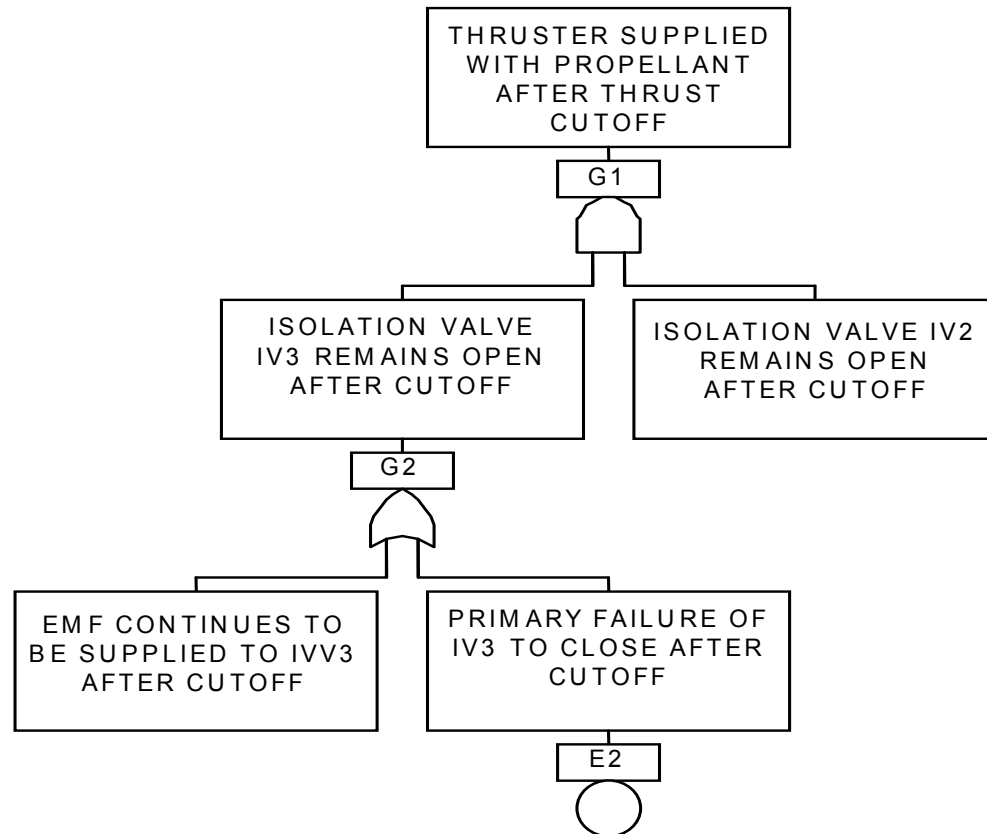 THRUSTER SUPPLIED
WITH PROPELLANT
AFTER THRUST
CUTOFF
G1
ISOLATION VALVE
IV3 REMAINS OPEN
AFTER CUTOFF
ISOLATION VALVE IV2
REMAINS OPEN
AFTER CUTOFF
G2
EMF CONTINUES TO
BE SUPPLIED TO IVV3
AFTER CUTOFF
PRIMARY FAILURE OF
IV3 TO CLOSE AFTER
CUTOFF
E2